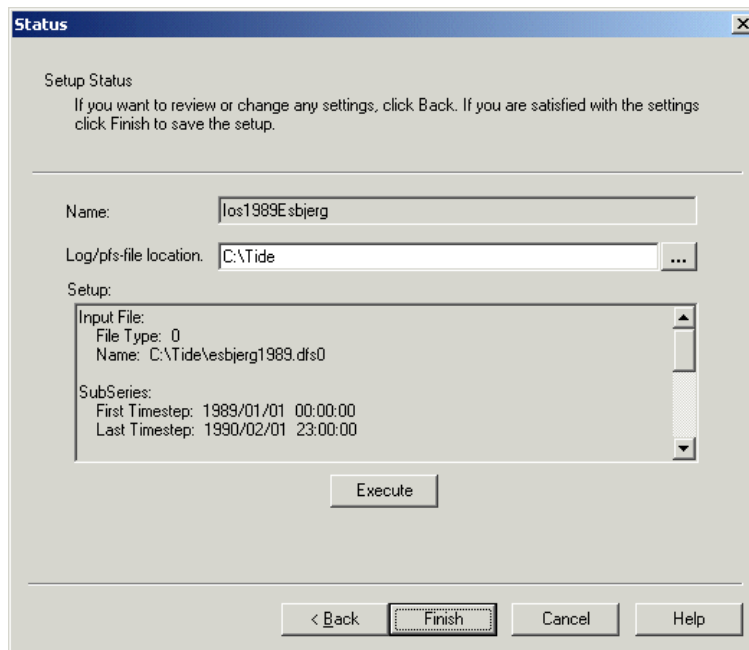 Status
Setup Status
If you want to review or change any settings, click Back. If you are satisfied with the settings
click Finish to save the setup.
Name: Ios1989Esbjerg
Log/pfs-file location. C:\Tide ...
Setup:
Input File:
File Type: 0
Name: C:\Tide\esbjerg1989.dfs0
SubSeries:
First Timestep: 1989/01/01 00:00:00
Last Timestep: 1990/02/01 23:00:00
Execute
< Back Finish Cancel Help